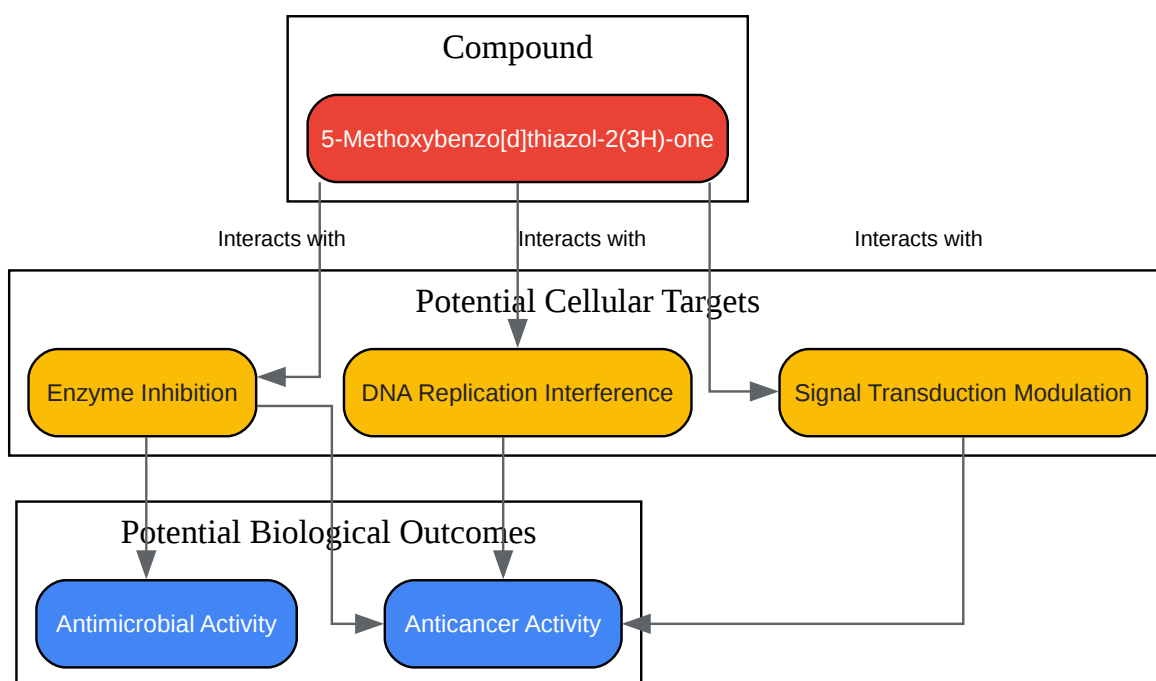 Compound
5-Methoxybenzo[d]thiazol-2(3H)-one
Interacts with
Interacts with
Interacts with
Potential Cellular Targets
Enzyme Inhibition
DNA Replication Interference
Signal Transduction Modulation
Potential Biological Outcomes
Antimicrobial Activity
Anticancer Activity